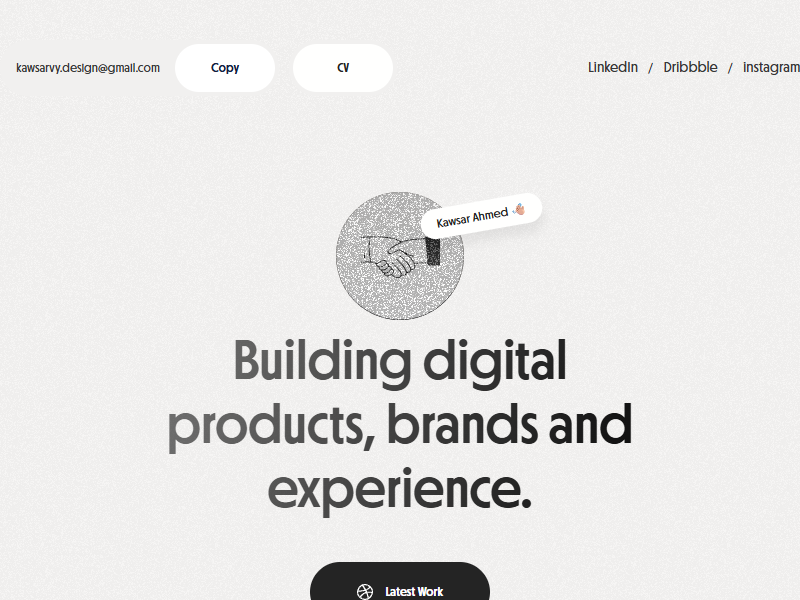 kawsarvy.design@gmail.com Copy CV LinkedIn / Dribbble / instagram
Kawsar Ahmed 👋🏼
Building digital
products, brands and
experience.
Latest Work